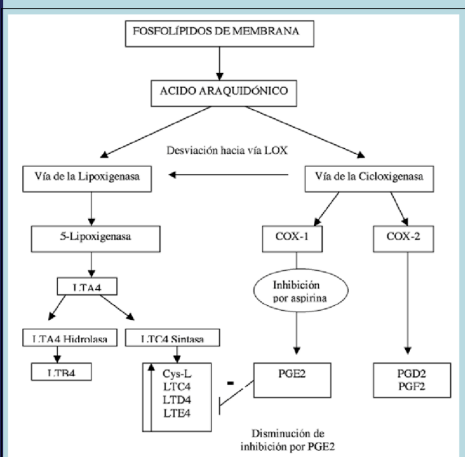 FOSFOLÍPIDOS DE MEMBRANA
ACIDO ARAQUIDÓNICO
Desviación hacia vía LOX
Vía de la Lipoxigenasa
Vía de la Cicloxigenasa
5-Lipoxigenasa
COX-1
COX-2
LTA4
Inhibición
por aspirina
LTA4 Hidrolasa
LTC4 Sintasa
LTB4
Cys-L
LTC4
LTD4
LTE4
-
PGE2
PGD2
PGF2
Disminución de
inhibición por PGE2